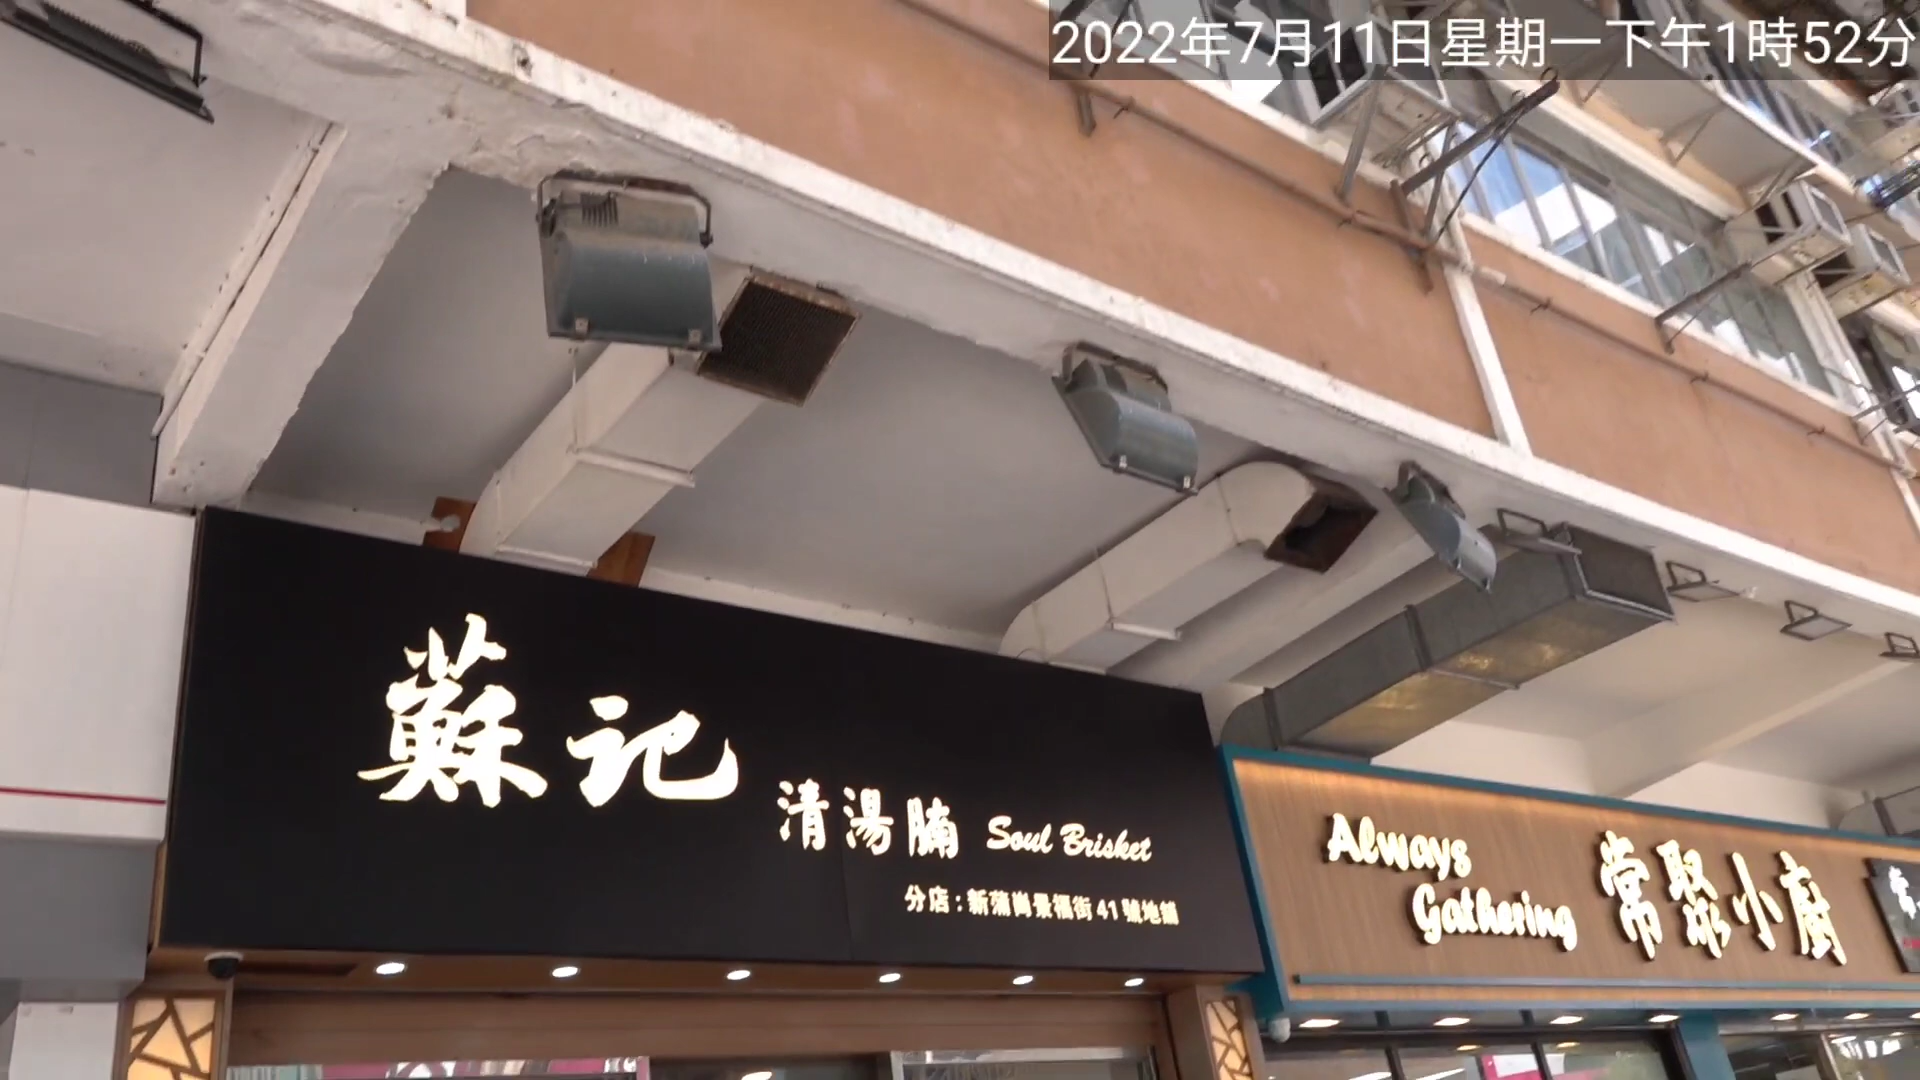 2022年7月11日星期一下午1時52分
蘇記
清湯腩 Soul Brisket
分店：新蒲崗景福街41號地舖
Always
Gathering
常聚小廚
常